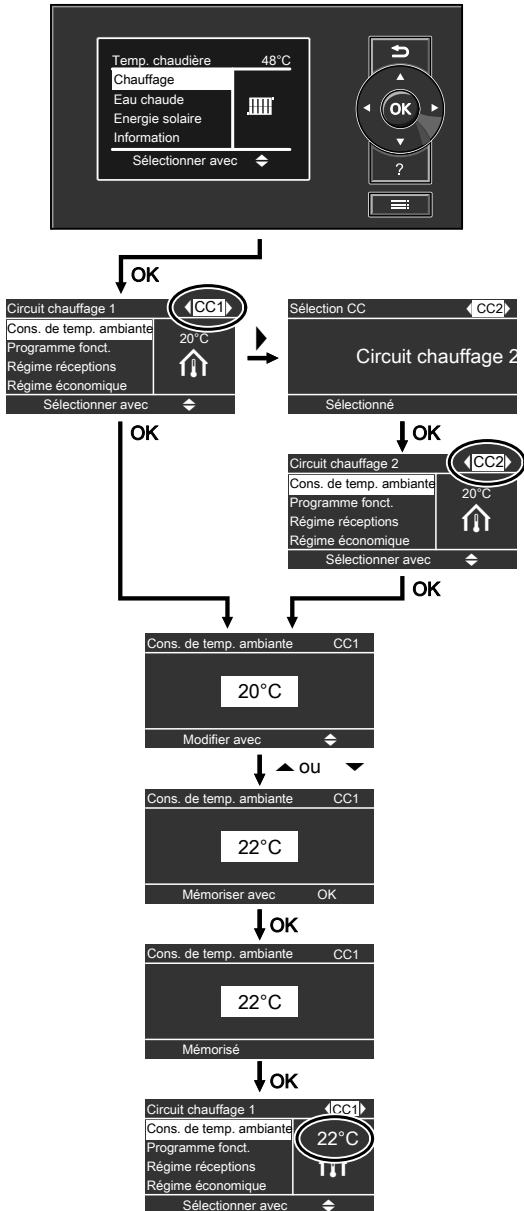 Temp. chaudière 48°C
Chauffage
Eau chaude
Energie solaire
Information
Sélectionner avec
OK
?
OK
Circuit chauffage 1 CC1
Cons. de temp. ambiante
Programme fonct.
Régime réceptions
Régime économique
20°C
Sélectionner avec
Sélection CC CC2
Circuit chauffage 2
Sélectionné
OK
OK
Circuit chauffage 2 CC2
Cons. de temp. ambiante
Programme fonct.
Régime réceptions
Régime économique
20°C
Sélectionner avec
OK
Cons. de temp. ambiante CC1
20°C
Modifier avec
ou
Cons. de temp. ambiante CC1
22°C
Mémoriser avec OK
OK
Cons. de temp. ambiante CC1
22°C
Mémorisé
OK
Circuit chauffage 1 CC1
Cons. de temp. ambiante
Programme fonct.
Régime réceptions
Régime économique
22°C
Sélectionner avec